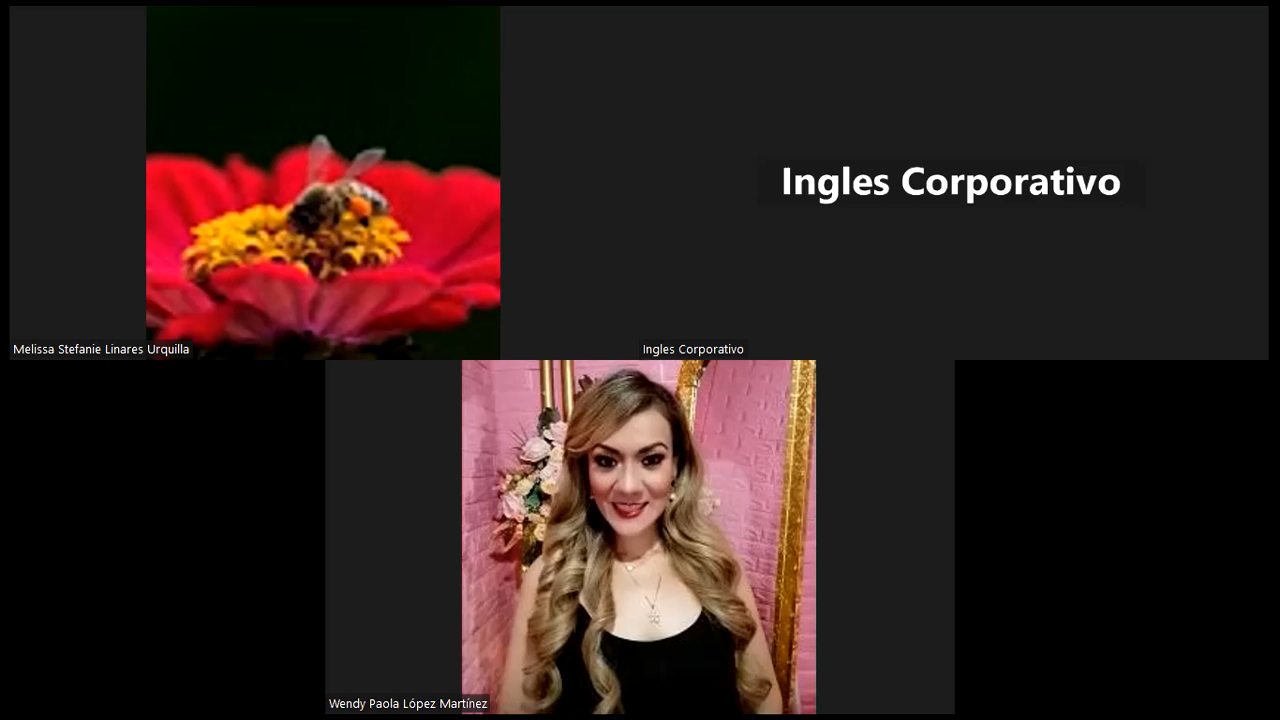 Ingles Corporativo
Melissa Stefanie Linares Urquilla
Ingles Corporativo
Wendy Paola López Martínez